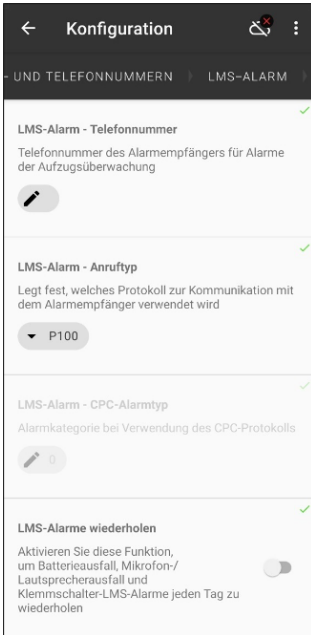 Konfiguration
- UND TELEFONNUMMERN
LMS-ALARM
LMS-Alarm - Telefonnummer
Telefonnummer des Alarmempfängers für Alarme
der Aufzugsüberwachung
LMS-Alarm - Anruftyp
Legt fest, welches Protokoll zur Kommunikation mit
dem Alarmempfänger verwendet wird
P100
LMS-Alarm - CPC-Alarmtyp
Alarmkategorie bei Verwendung des CPC-Protokolls
0
LMS-Alarme wiederholen
Aktivieren Sie diese Funktion,
um Batterieausfall, Mikrofon-/
Lautsprecherausfall und
Klemmschalter-LMS-Alarme jeden Tag zu
wiederholen